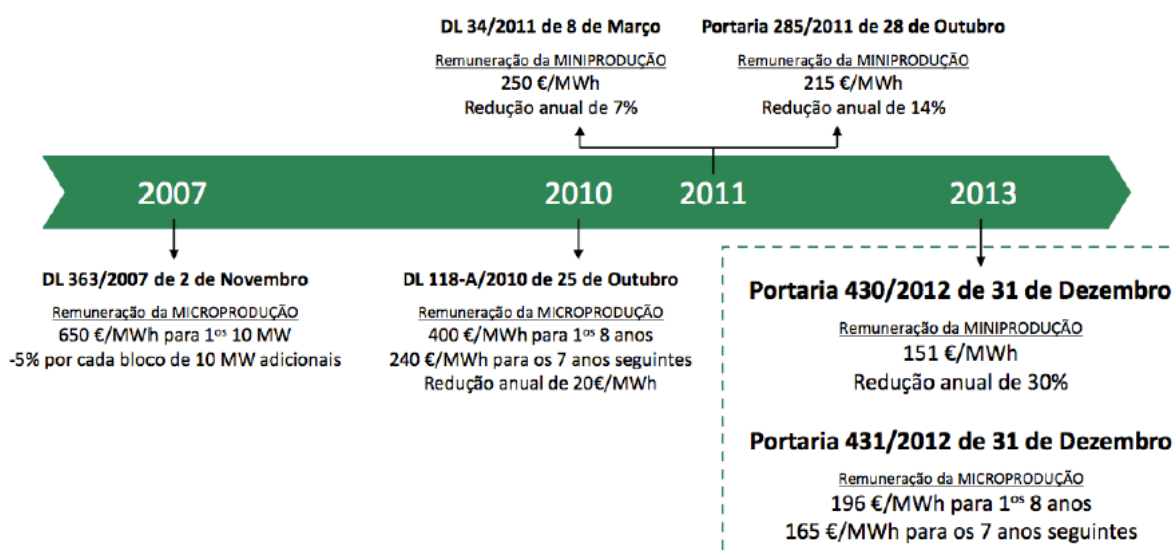 DL 34/2011 de 8 de Março
Remuneração da MINIPRODUÇÃO
250 €/MWh
Redução anual de 7%
Portaria 285/2011 de 28 de Outubro
Remuneração da MINIPRODUÇÃO
215 €/MWh
Redução anual de 14%
2007
2010
2011
2013
DL 363/2007 de 2 de Novembro
Remuneração da MICROPRODUÇÃO
650 €/MWh para 1ᵒˢ 10 MW
-5% por cada bloco de 10 MW adicionais
DL 118-A/2010 de 25 de Outubro
Remuneração da MICROPRODUÇÃO
400 €/MWh para 1ᵒˢ 8 anos
240 €/MWh para os 7 anos seguintes
Redução anual de 20€/MWh
Portaria 430/2012 de 31 de Dezembro
Remuneração da MINIPRODUÇÃO
151 €/MWh
Redução anual de 30%
Portaria 431/2012 de 31 de Dezembro
Remuneração da MICROPRODUÇÃO
196 €/MWh para 1ᵒˢ 8 anos
165 €/MWh para os 7 anos seguintes